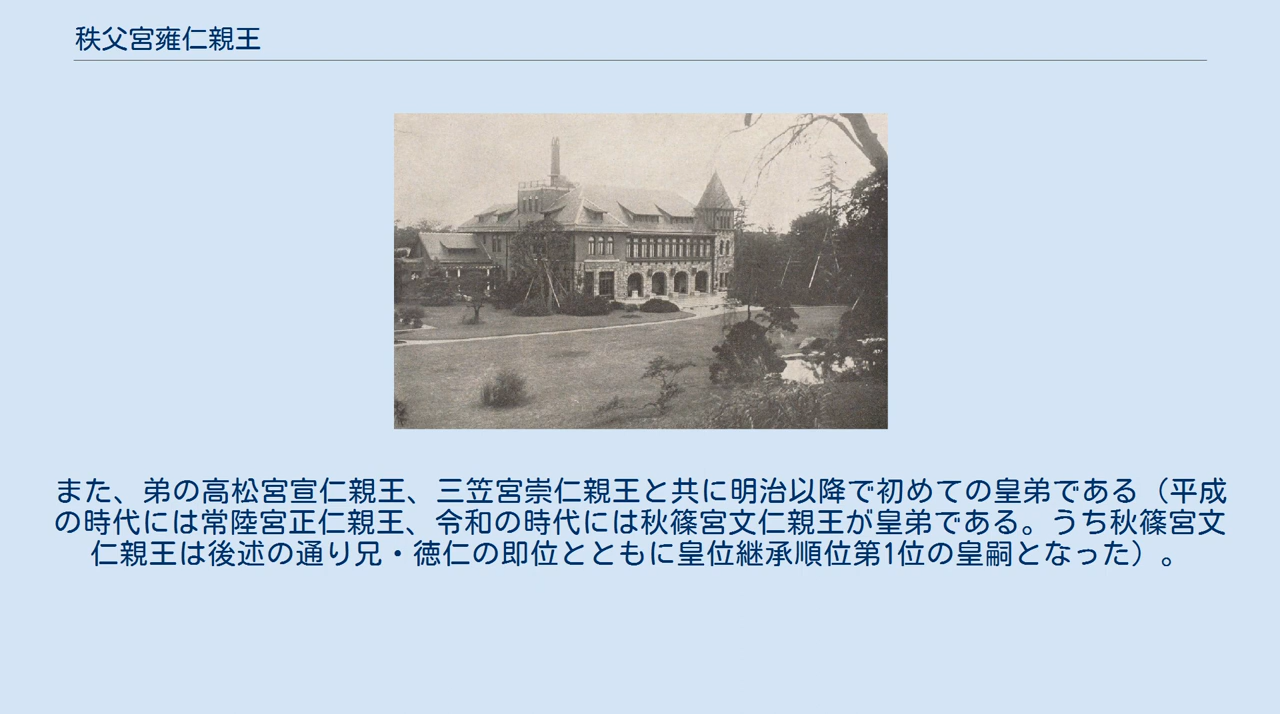 秩父宮雍仁親王
また、弟の高松宮宣仁親王、三笠宮崇仁親王と共に明治以降で初めての皇弟である（平成
の時代には常陸宮正仁親王、令和の時代には秋篠宮文仁親王が皇弟である。うち秋篠宮文
仁親王は後述の通り兄・徳仁の即位とともに皇位継承順位第1位の皇嗣となった）。